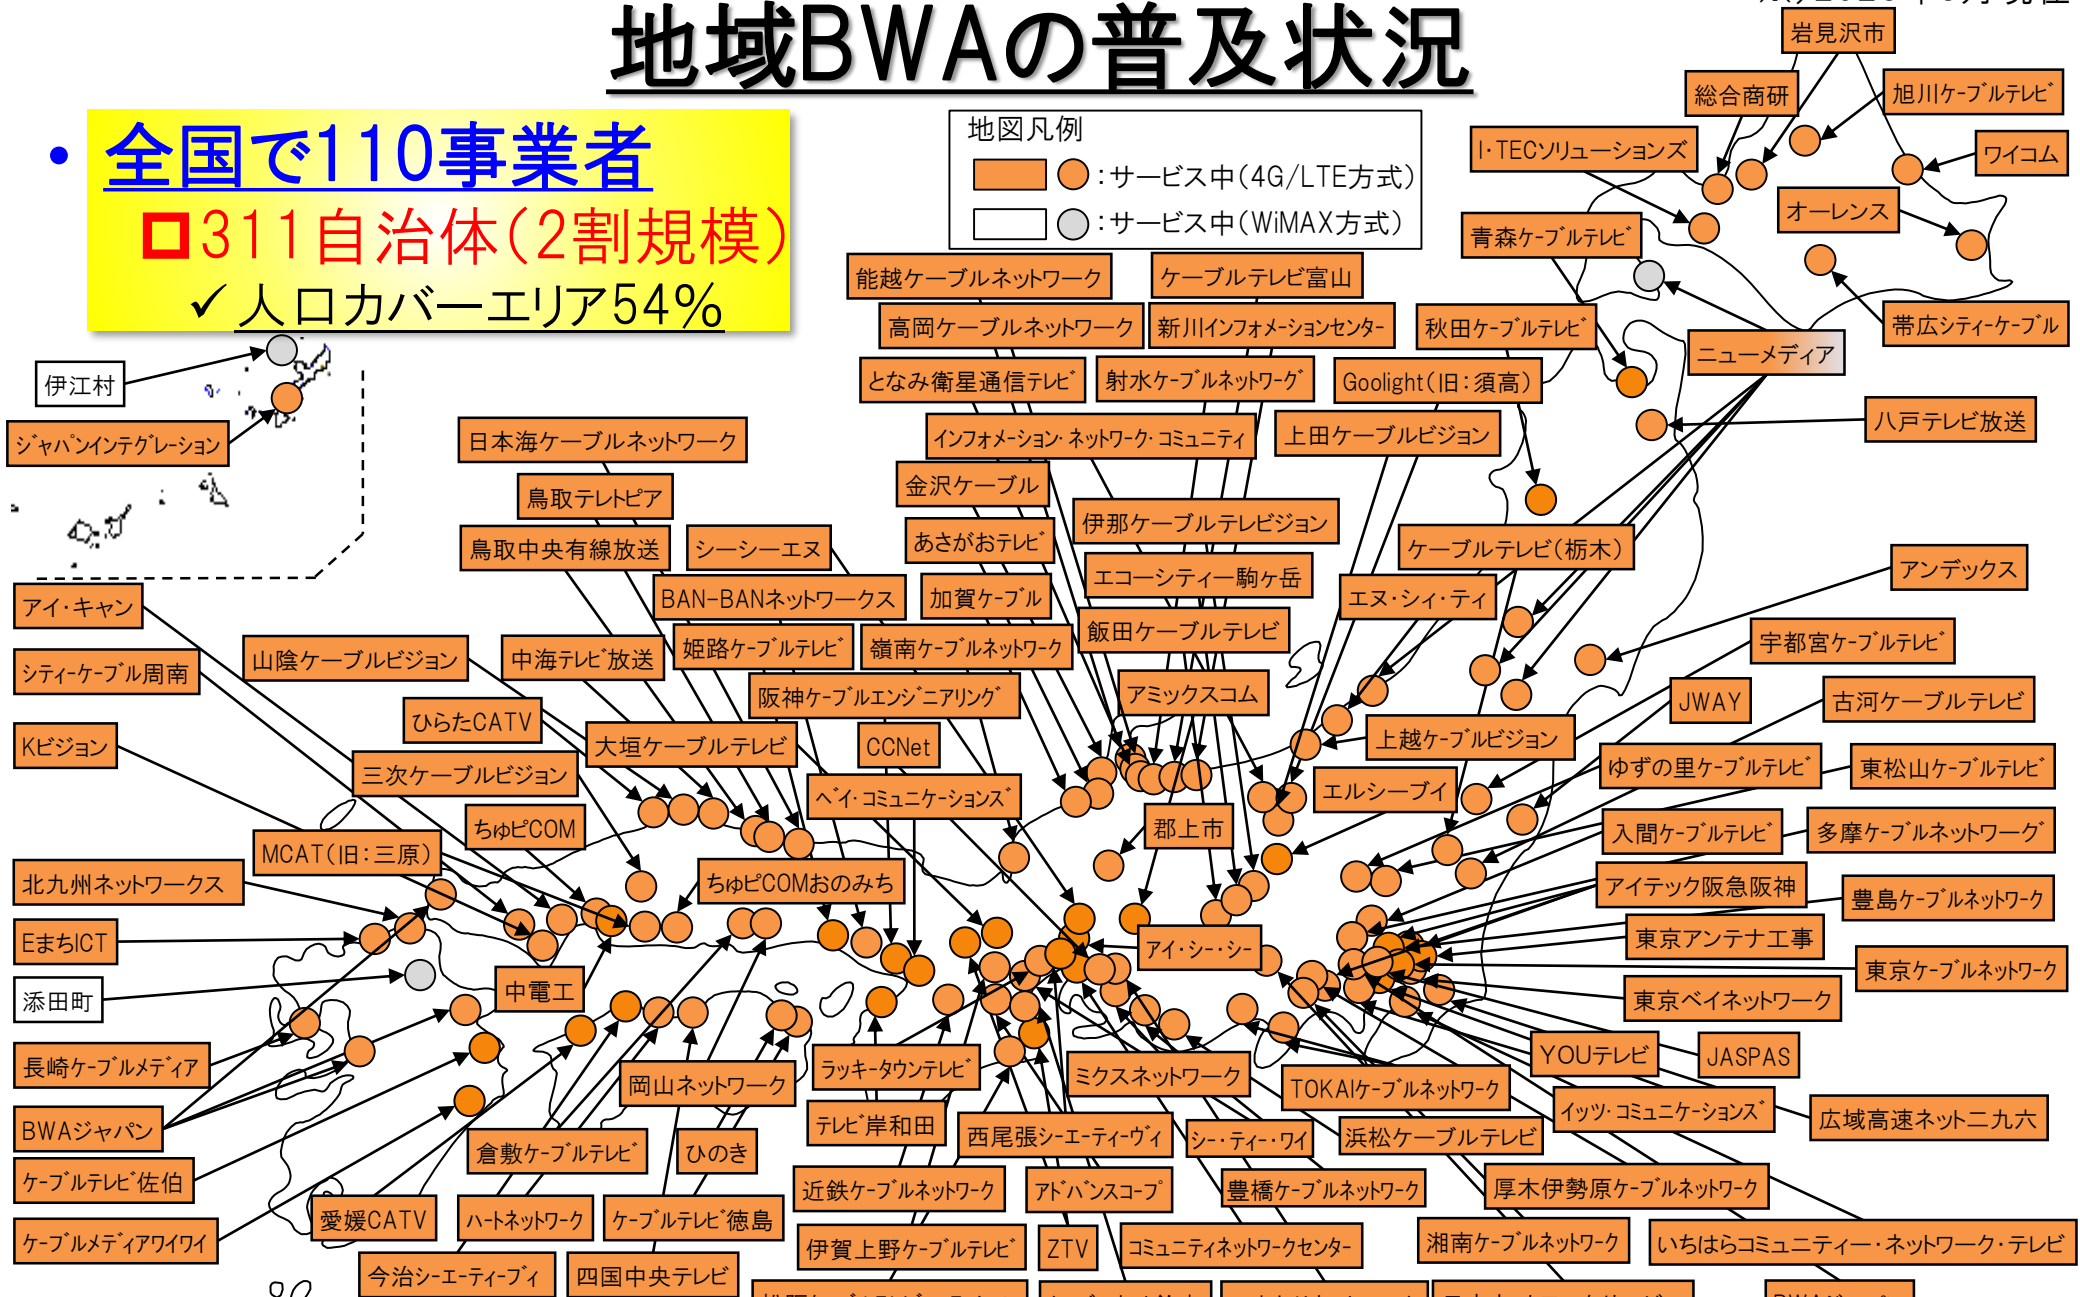 地域BWAの普及状況
岩見沢市
・全国で110事業者
311自治体(2割規模)
✓人口カバーエリア54%
地図凡例
:サービス中(4G/LTE方式)
:サービス中(WiMAX方式)
総合商研
旭川ケーブルテレビ
I・TECソリューションズ
ワイコム
オーレンス
青森ケーブルテレビ
帯広シティーケーブル
能越ケーブルネットワーク
ケーブルテレビ富山
高岡ケーブルネットワーク
新川インフォメーションセンター
秋田ケーブルテレビ
ニューメディア
伊江村
となみ衛星通信テレビ
射水ケーブルネットワーク
Goolight(旧:須高)
八戸テレビ放送
ジャパンインテグレーション
日本海ケーブルネットワーク
インフォメーション・ネットワーク・コミュニティ
上田ケーブルビジョン
鳥取テレトピア
金沢ケーブル
伊那ケーブルテレビジョン
鳥取中央有線放送
シーシーエヌ
あさがおテレビ
ケーブルテレビ(栃木)
アンデックス
アイ・キャン
BAN-BANネットワークス
加賀ケーブル
エコーシティー駒ヶ岳
エヌ・シィ・ティ
シティーケーブル周南
山陰ケーブルビジョン
中海テレビ放送
姫路ケーブルテレビ
嶺南ケーブルネットワーク
飯田ケーブルテレビ
宇都宮ケーブルテレビ
阪神ケーブルエンジニアリング
アミックスコム
JWAY
古河ケーブルテレビ
ひらたCATV
Kビジョン
大垣ケーブルテレビ
CCNet
上越ケーブルビジョン
三次ケーブルビジョン
ゆずの里ケーブルテレビ
東松山ケーブルテレビ
ベイ・コミュニケーションズ
エルシーブイ
ちゅピCOM
郡上市
入間ケーブルテレビ
多摩ケーブルネットワーク
MCAT(旧:三原)
北九州ネットワークス
ちゅピCOMおのみち
アイテック阪急阪神
豊島ケーブルネットワーク
EまちICT
アイ・シー・シー
東京アンテナ工事
東京ケーブルネットワーク
添田町
中電工
東京ベイネットワーク
長崎ケーブルメディア
岡山ネットワーク
ラッキータウンテレビ
ミクスネットワーク
TOKAIケーブルネットワーク
YOUテレビ
JASPAS
BWAジャパン
テレビ岸和田
西尾張シーエーティーヴィ
シー・ティー・ワイ
浜松ケーブルテレビ
イッツ・コミュニケーションズ
広域高速ネット二九六
倉敷ケーブルテレビ
ひのき
ケーブルテレビ佐伯
近鉄ケーブルネットワーク
アドバンスコープ
豊橋ケーブルネットワーク
厚木伊勢原ケーブルネットワーク
愛媛CATV
ハートネットワーク
ケーブルテレビ徳島
ケーブルメディアワイワイ
伊賀上野ケーブルテレビ
ZTV
コミュニティネットワークセンター
湘南ケーブルネットワーク
いちはらコミュニティー・ネットワーク・テレビ
今治シーエーティーブィ
四国中央テレビ